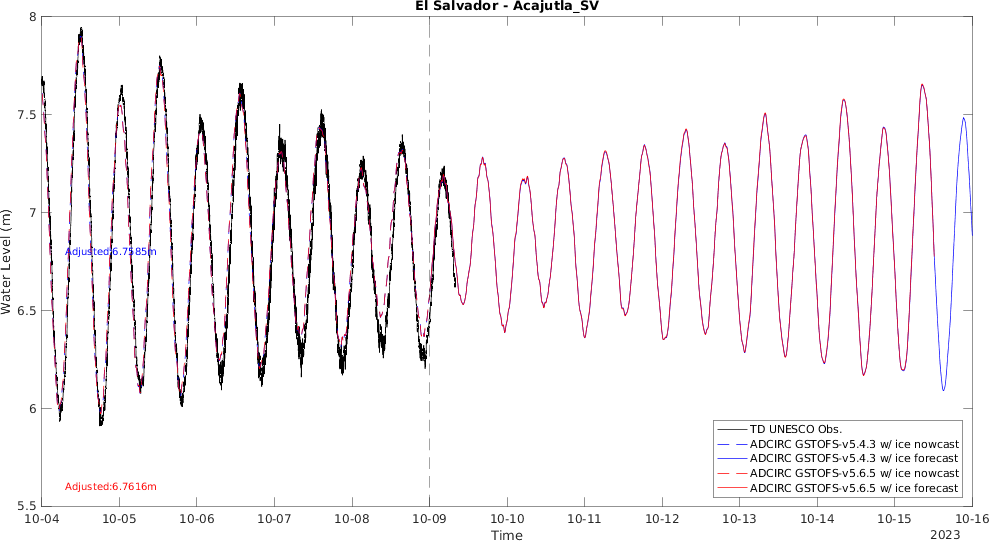 El Salvador - Acajutla_SV
Water Level (m)
8
7.5
7
6.5
6
5.5
Adjusted:6.7585m
Adjusted:6.7616m
TD UNESCO Obs.
ADCIRC GSTOFS-v5.4.3 w/ ice nowcast
ADCIRC GSTOFS-v5.4.3 w/ ice forecast
ADCIRC GSTOFS-v5.6.5 w/ ice nowcast
ADCIRC GSTOFS-v5.6.5 w/ ice forecast
10-04 10-05 10-06 10-07 10-08 10-09 10-10 10-11 10-12 10-13 10-14 10-15 10-16
Time
2023